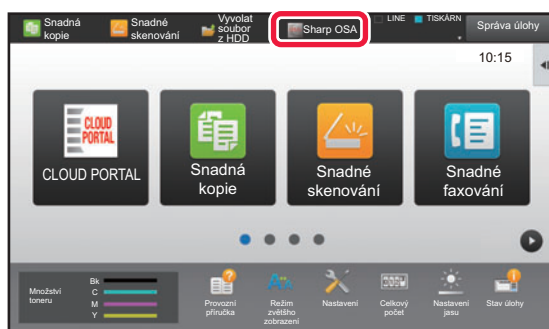 Snadná
kopie
Snadné
skenování
Vyvolat
soubor
z HDD
Sharp OSA
LINE
TISKÁRN
Správa úlohy
10:15
CLOUD
PORTAL
CLOUD PORTAL
Snadná
kopie
Snadné
skenování
Snadné
faxování
Množství
toneru
Bk
C
M
Y
Provozní
příručka
Režim
zvětšho
zobrazení
Nastavení
Celkový
počet
Nastavení
jasu
Stav úlohy